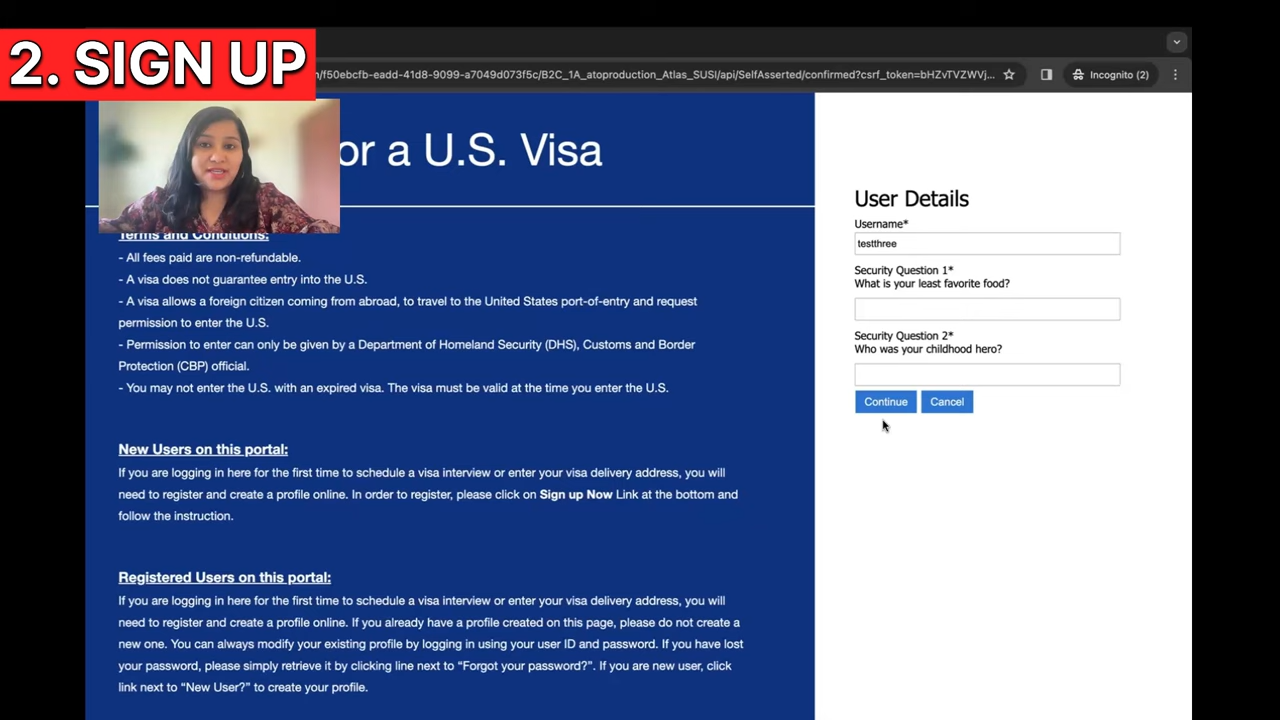 2. SIGN UP
/f50ebcfb-eadd-41d8-9099-a7049d073f5c/B2C_1A_atoproduction_Atlas_SUSI/api/SelfAsserted/confirmed?csrf_token=bHZvTVZWVj...
Incognito (2)
or a U.S. Visa
Terms and Conditions:
- All fees paid are non-refundable.
- A visa does not guarantee entry into the U.S.
- A visa allows a foreign citizen coming from abroad, to travel to the United States port-of-entry and request
permission to enter the U.S.
- Permission to enter can only be given by a Department of Homeland Security (DHS), Customs and Border
Protection (CBP) official.
- You may not enter the U.S. with an expired visa. The visa must be valid at the time you enter the U.S.
New Users on this portal:
If you are logging in here for the first time to schedule a visa interview or enter your visa delivery address, you will
need to register and create a profile online. In order to register, please click on Sign up Now Link at the bottom and
follow the instruction.
Registered Users on this portal:
If you are logging in here for the first time to schedule a visa interview or enter your visa delivery address, you will
need to register and create a profile online. If you already have a profile created on this page, please do not create a
new one. You can always modify your existing profile by logging in using your user ID and password. If you have lost
your password, please simply retrieve it by clicking line next to “Forgot your password?”. If you are new user, click
link next to “New User?” to create your profile.
User Details
Username*
testthree
Security Question 1*
What is your least favorite food?
Security Question 2*
Who was your childhood hero?
Continue
Cancel